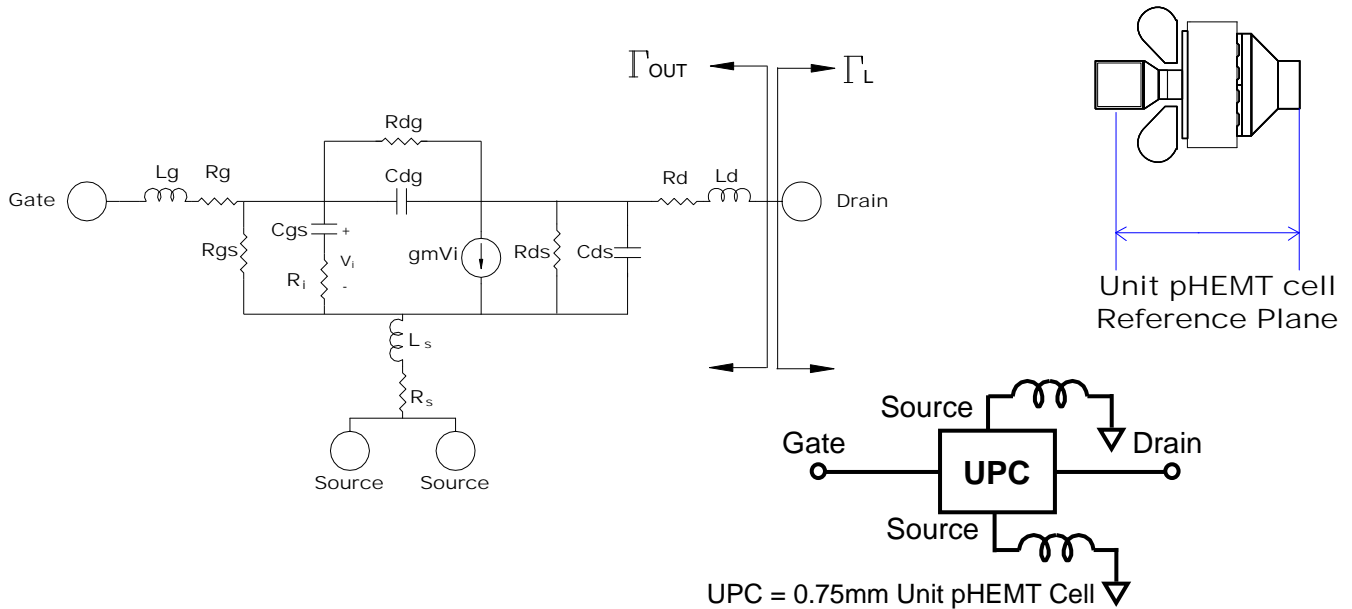 ΓOUT
ΓL
Rdg
Lg
Rg
Cdg
Rd
Ld
Gate
Drain
Cgs
+
Rgs
Vi
gmVi
Rds
Cds
Ri
-
Ls
Rs
Source
Source
Unit pHEMT cell
Reference Plane
Source
Gate
Drain
UPC
Source
UPC = 0.75mm Unit pHEMT Cell